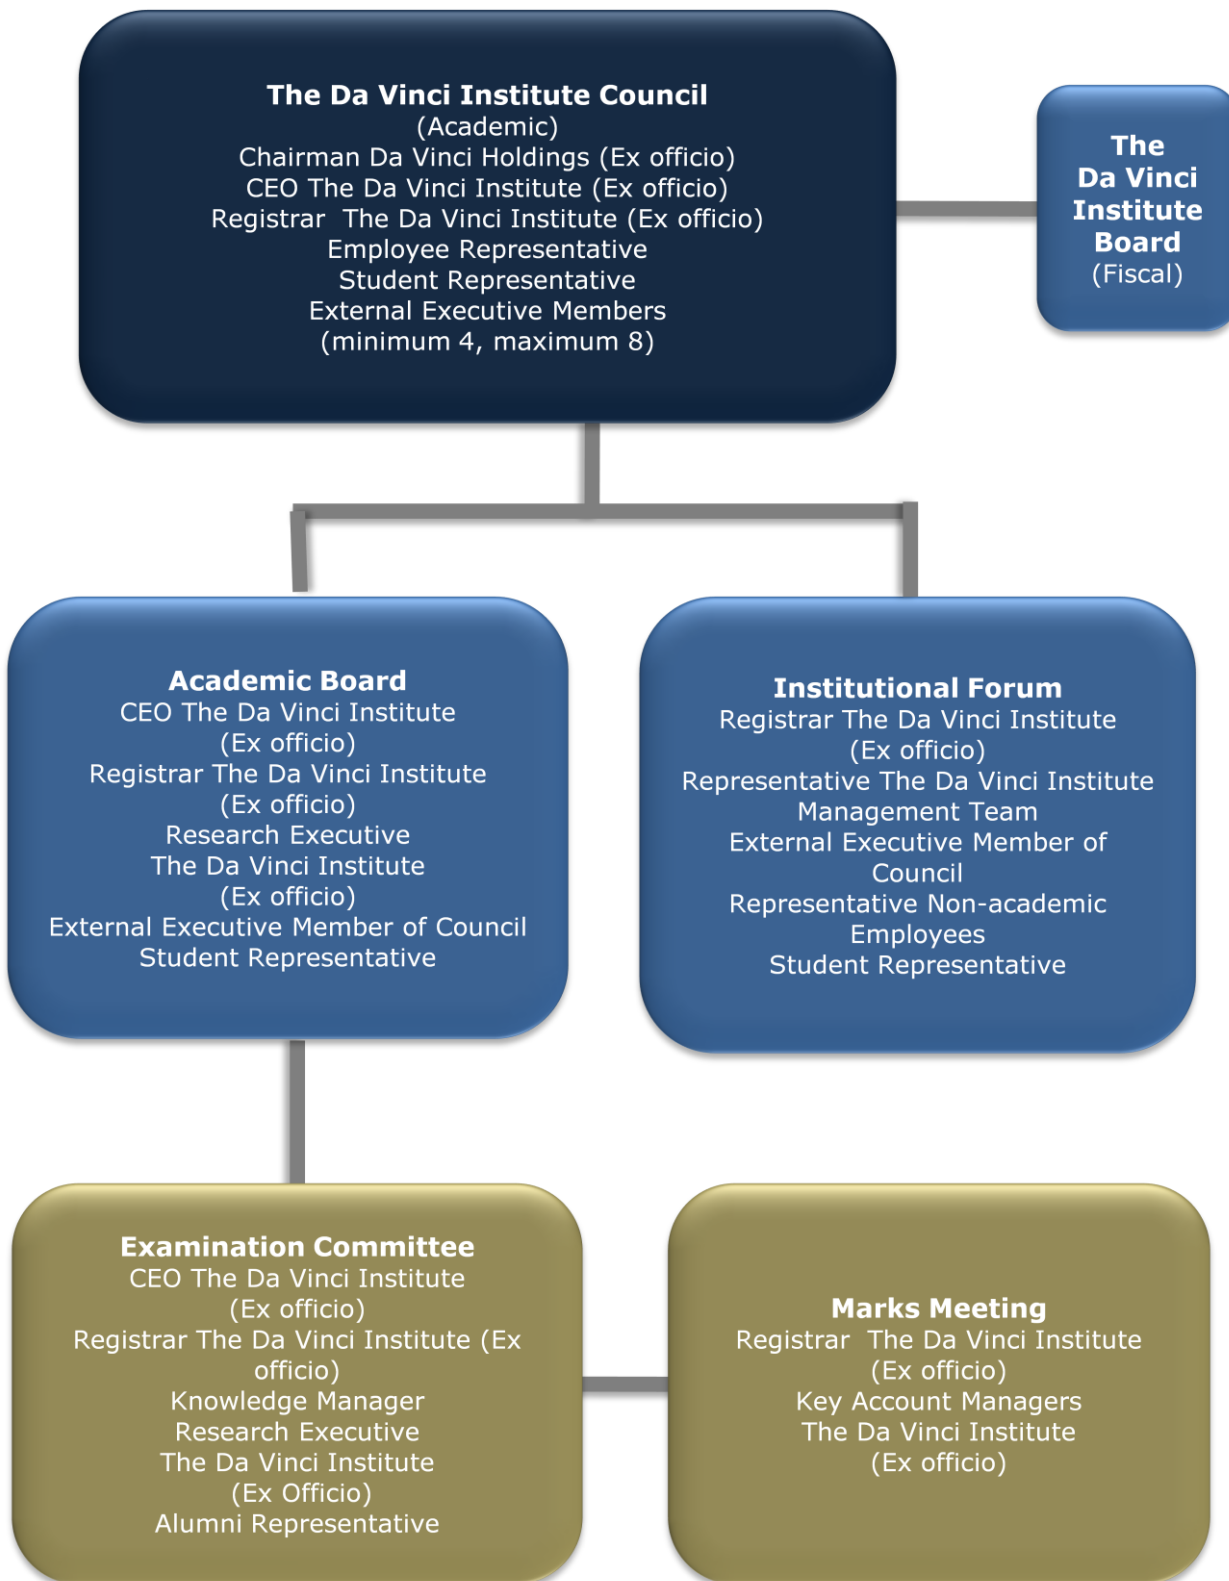 The Da Vinci Institute Council
(Academic)
Chairman Da Vinci Holdings (Ex officio)
CEO The Da Vinci Institute (Ex officio)
Registrar  The Da Vinci Institute (Ex officio)
Employee Representative
Student Representative
External Executive Members
(minimum 4, maximum 8)
The
Da Vinci
Institute
Board
(Fiscal)
Academic Board
CEO The Da Vinci Institute
(Ex officio)
Registrar The Da Vinci Institute
(Ex officio)
Research Executive
The Da Vinci Institute
(Ex officio)
External Executive Member of Council
Student Representative
Institutional Forum
Registrar The Da Vinci Institute
(Ex officio)
Representative The Da Vinci Institute
Management Team
External Executive Member of
Council
Representative Non-academic
Employees
Student Representative
Examination Committee
CEO The Da Vinci Institute
(Ex officio)
Registrar The Da Vinci Institute (Ex
officio)
Knowledge Manager
Research Executive
The Da Vinci Institute
(Ex Officio)
Alumni Representative
Marks Meeting
Registrar  The Da Vinci Institute
(Ex officio)
Key Account Managers
The Da Vinci Institute
(Ex officio)